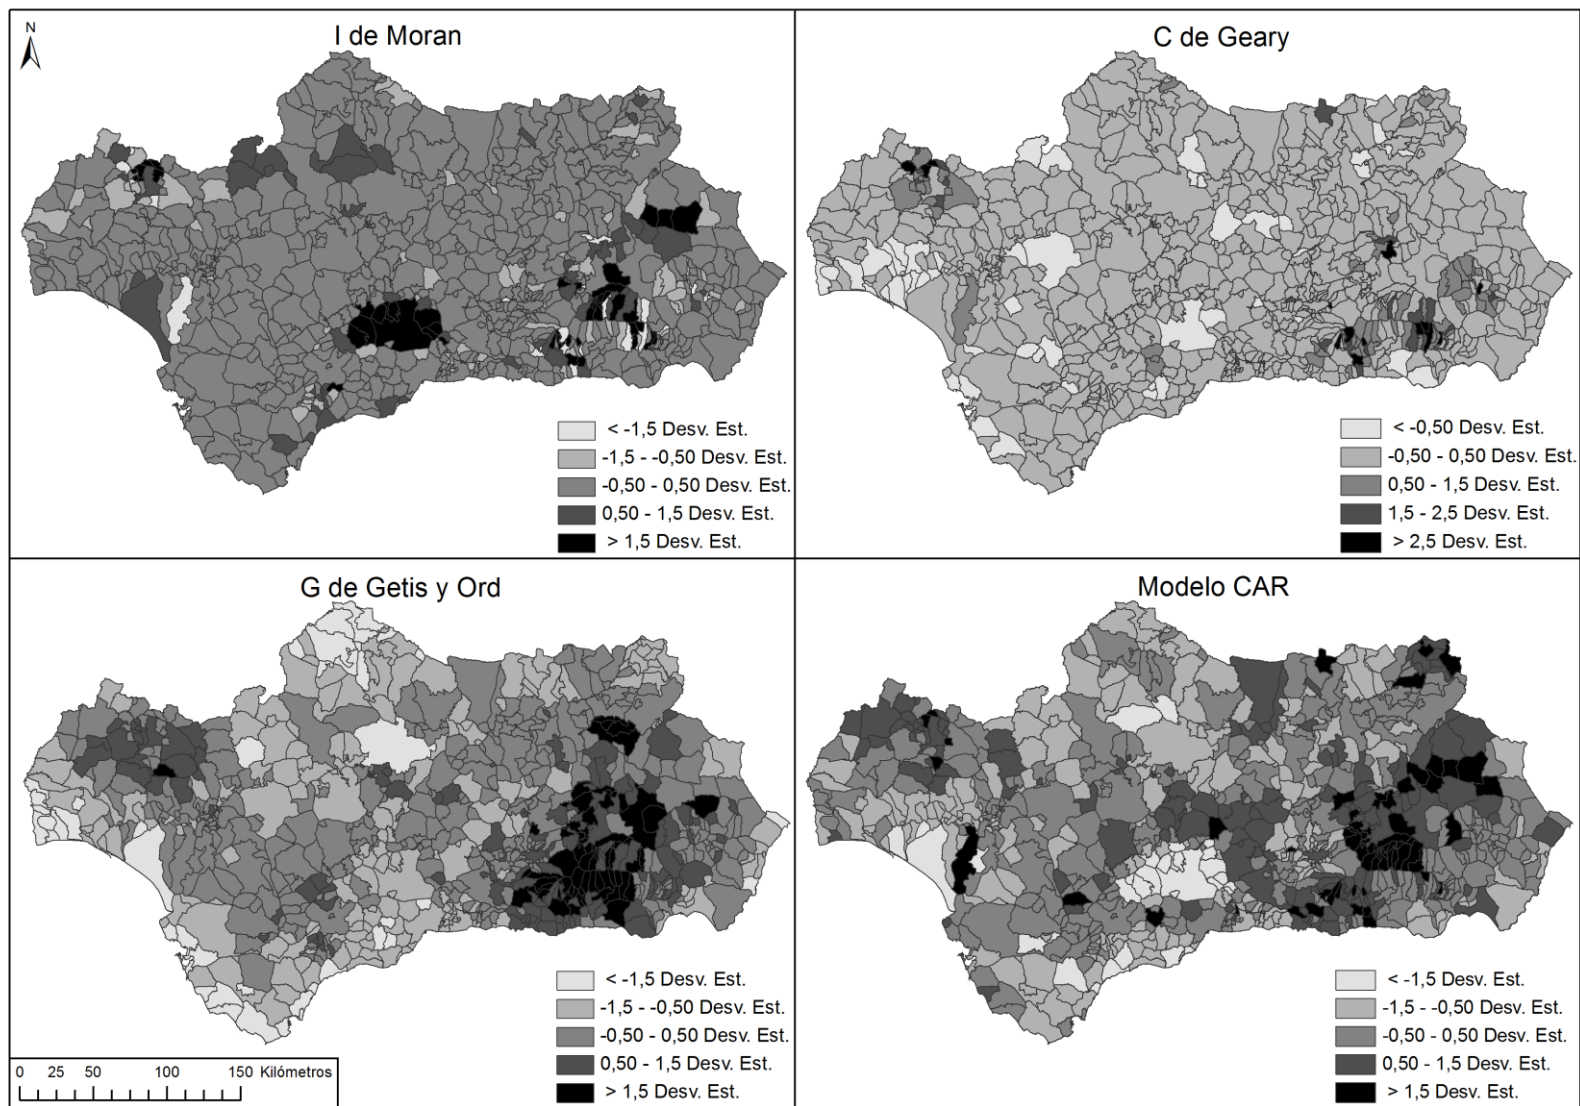 N
I de Moran
< -1,5 Desv. Est.
-1,5 - -0,50 Desv. Est.
-0,50 - 0,50 Desv. Est.
0,50 - 1,5 Desv. Est.
> 1,5 Desv. Est.
C de Geary
< -0,50 Desv. Est.
-0,50 - 0,50 Desv. Est.
0,50 - 1,5 Desv. Est.
1,5 - 2,5 Desv. Est.
> 2,5 Desv. Est.
G de Getis y Ord
< -1,5 Desv. Est.
-1,5 - -0,50 Desv. Est.
-0,50 - 0,50 Desv. Est.
0,50 - 1,5 Desv. Est.
> 1,5 Desv. Est.
0 25 50 100 150 Kilómetros
Modelo CAR
< -1,5 Desv. Est.
-1,5 - -0,50 Desv. Est.
-0,50 - 0,50 Desv. Est.
0,50 - 1,5 Desv. Est.
> 1,5 Desv. Est.